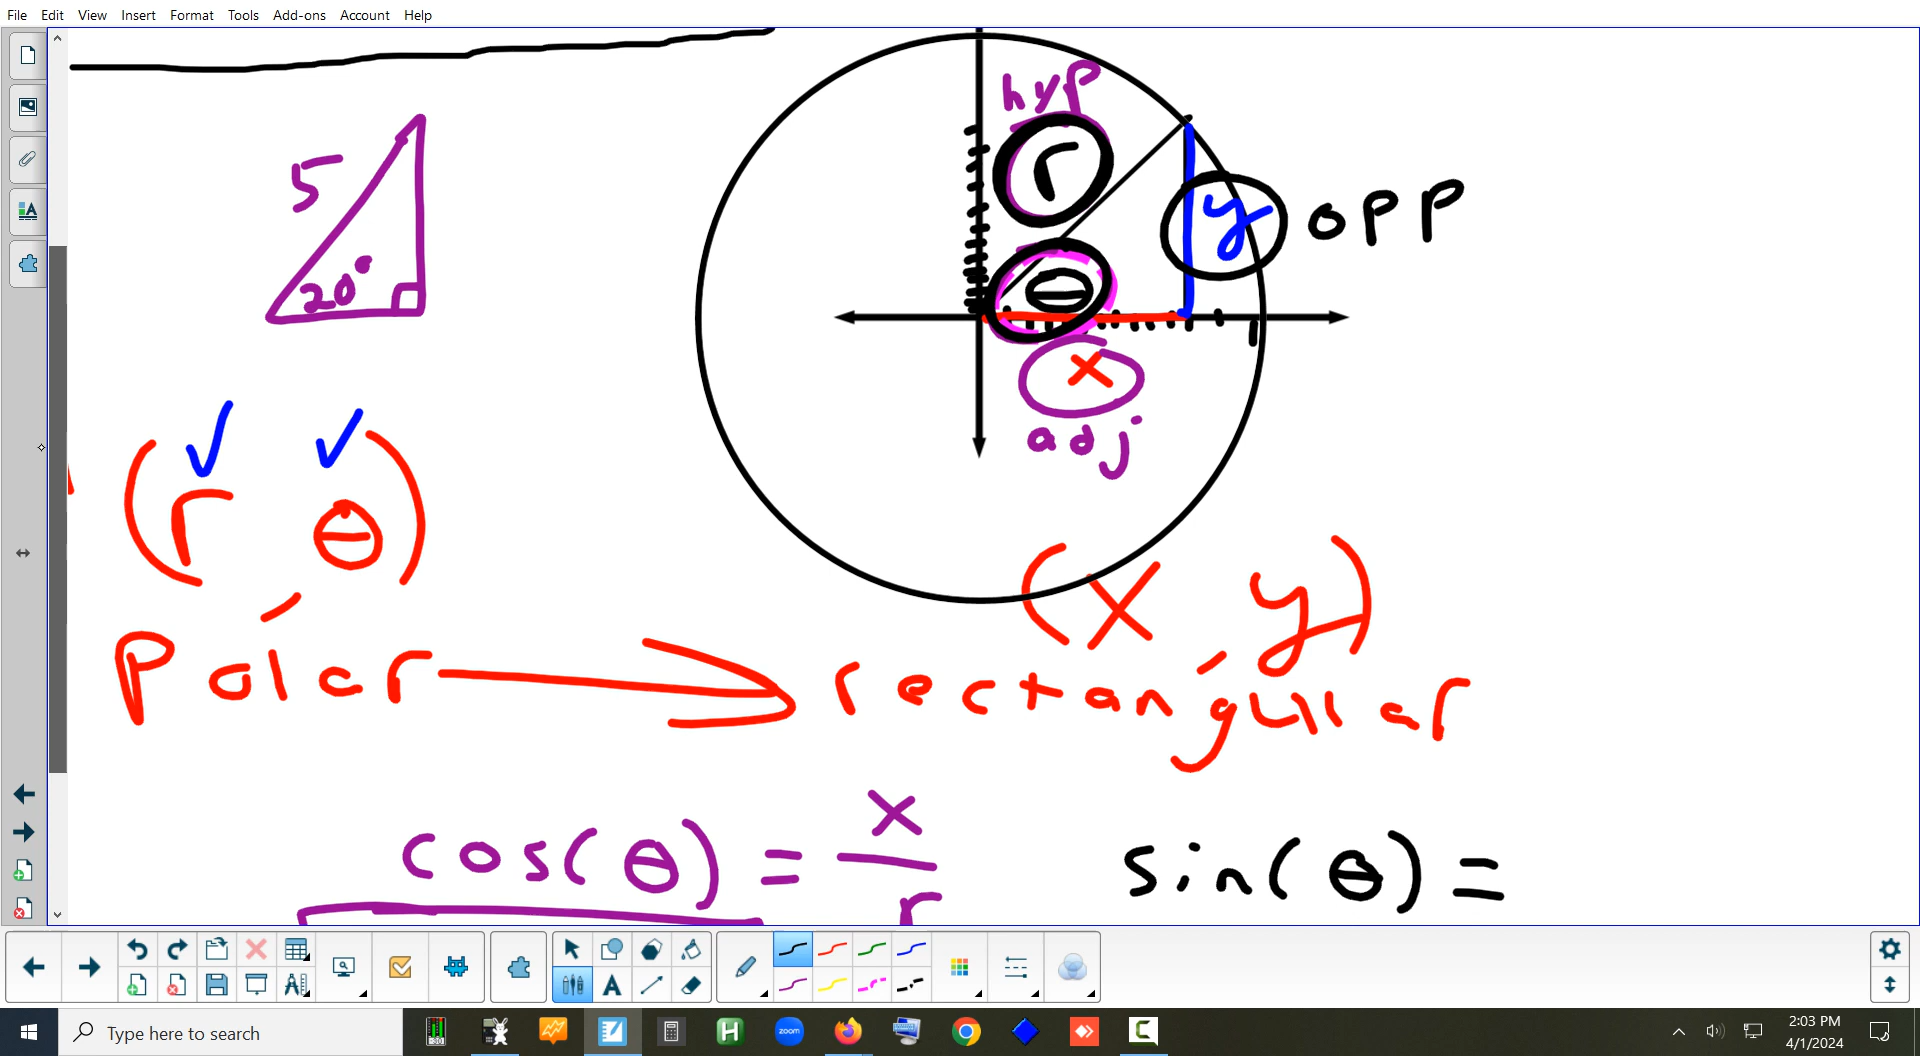 File Edit View Insert Format Tools Add-ons Account Help
hyp
r
5
20°
θ
y opp
x
adj
(r, θ)
(x, y)
Polar → rectangular
cos(θ) = x
r
sin(θ) =
A
A
zoom
Type here to search
H
C
2:03 PM
4/1/2024